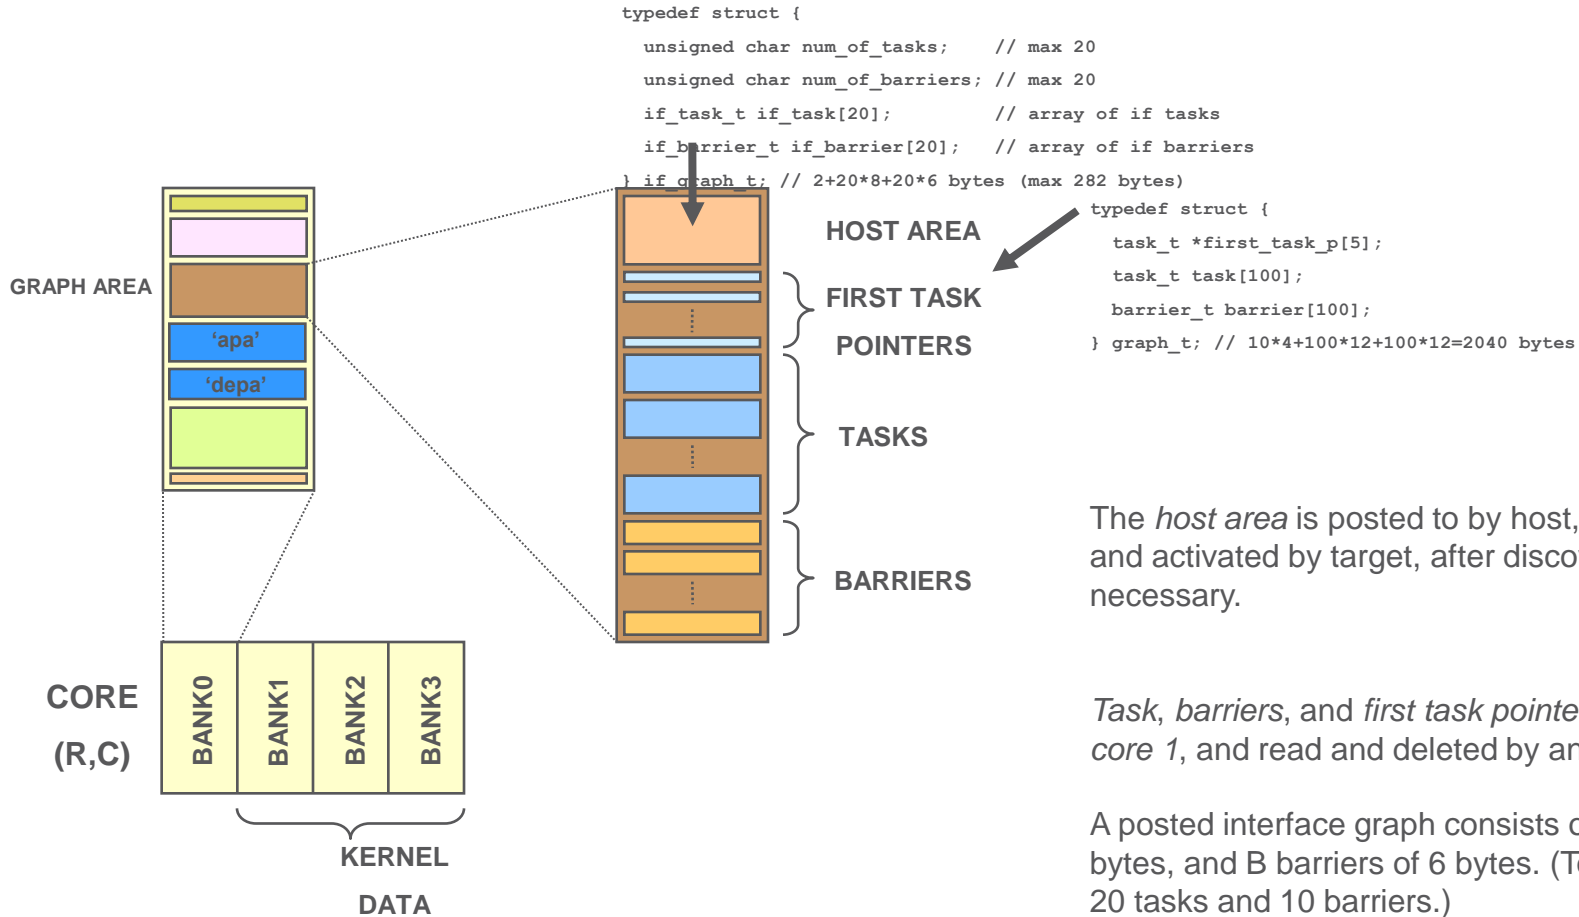 typedef struct {
unsigned char num_of_tasks; // max 20
unsigned char num_of_barriers; // max 20
if_task_t if_task[20]; // array of if tasks
if_barrier_t if_barrier[20]; // array of if barriers
} if_graph_t; // 2+20*8+20*6 bytes (max 282 bytes)
typedef struct {
task_t *first_task_p[5];
task_t task[100];
barrier_t barrier[100];
} graph_t; // 10*4+100*12+100*12=2040 bytes
GRAPH AREA
‘apa’
‘depa’
HOST AREA
FIRST TASK
POINTERS
TASKS
BARRIERS
CORE
(R,C)
BANK0
BANK1
BANK2
BANK3
KERNEL
DATA
The host area is posted to by host,
and activated by target, after disco
necessary.
Task, barriers, and first task pointe
core 1, and read and deleted by an
A posted interface graph consists o
bytes, and B barriers of 6 bytes. (To
20 tasks and 10 barriers.)